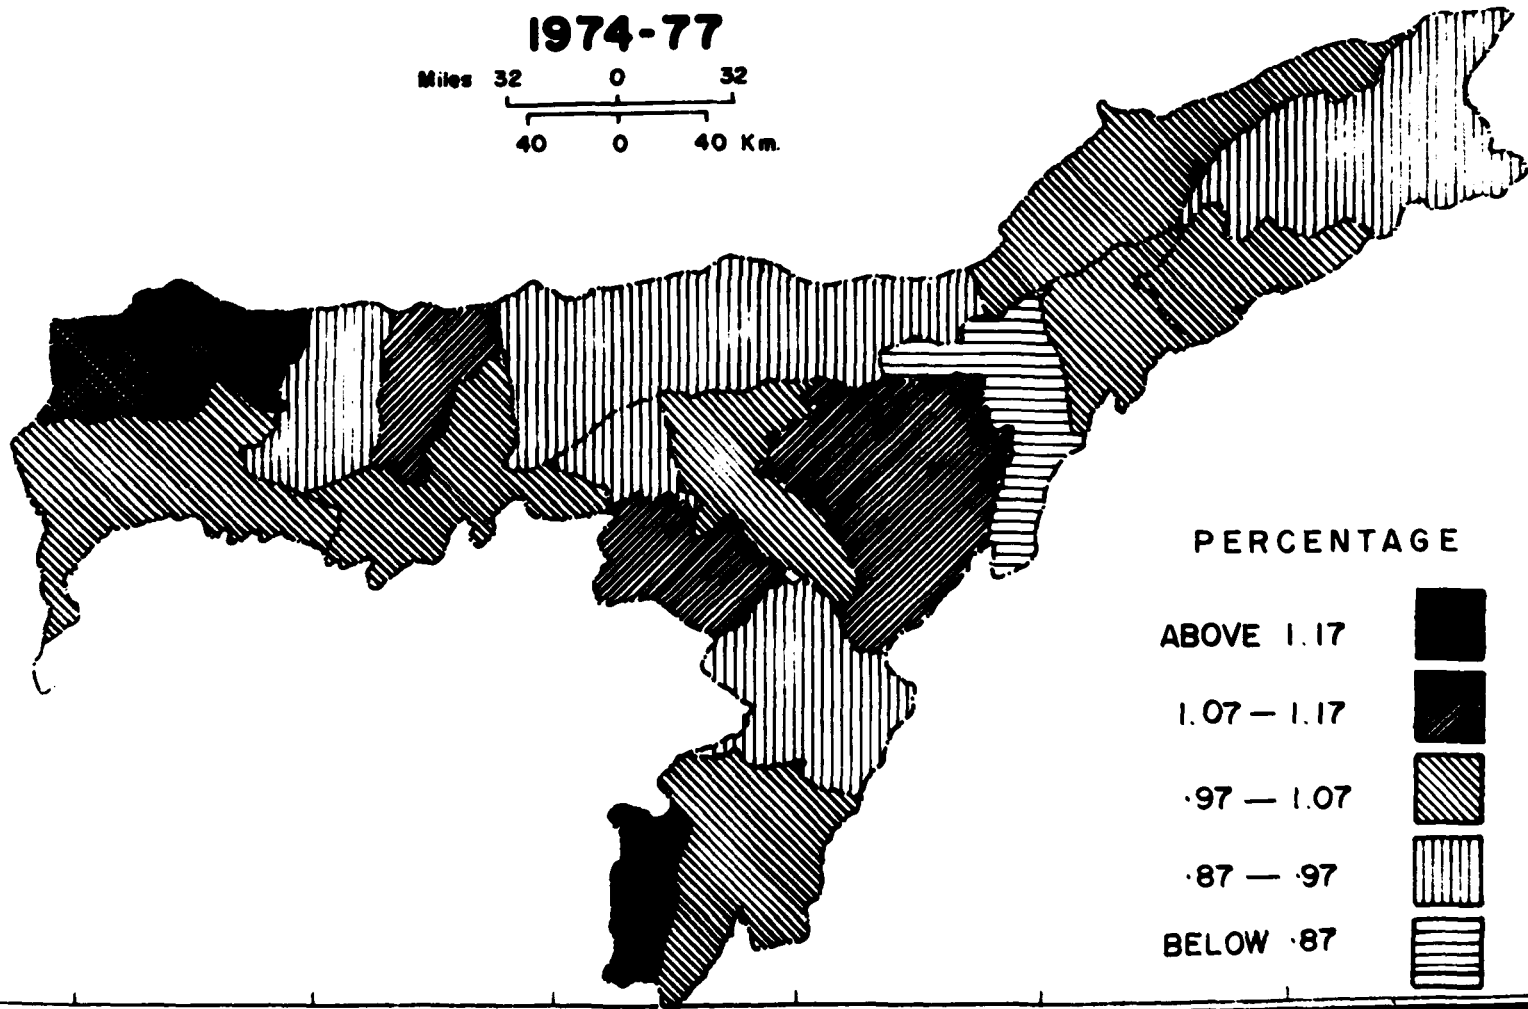 1974-77
Miles 32 0 32
40 0 40 Km.
PERCENTAGE
ABOVE 1.17
1.07 — 1.17
.97 — 1.07
.87 — .97
BELOW .87